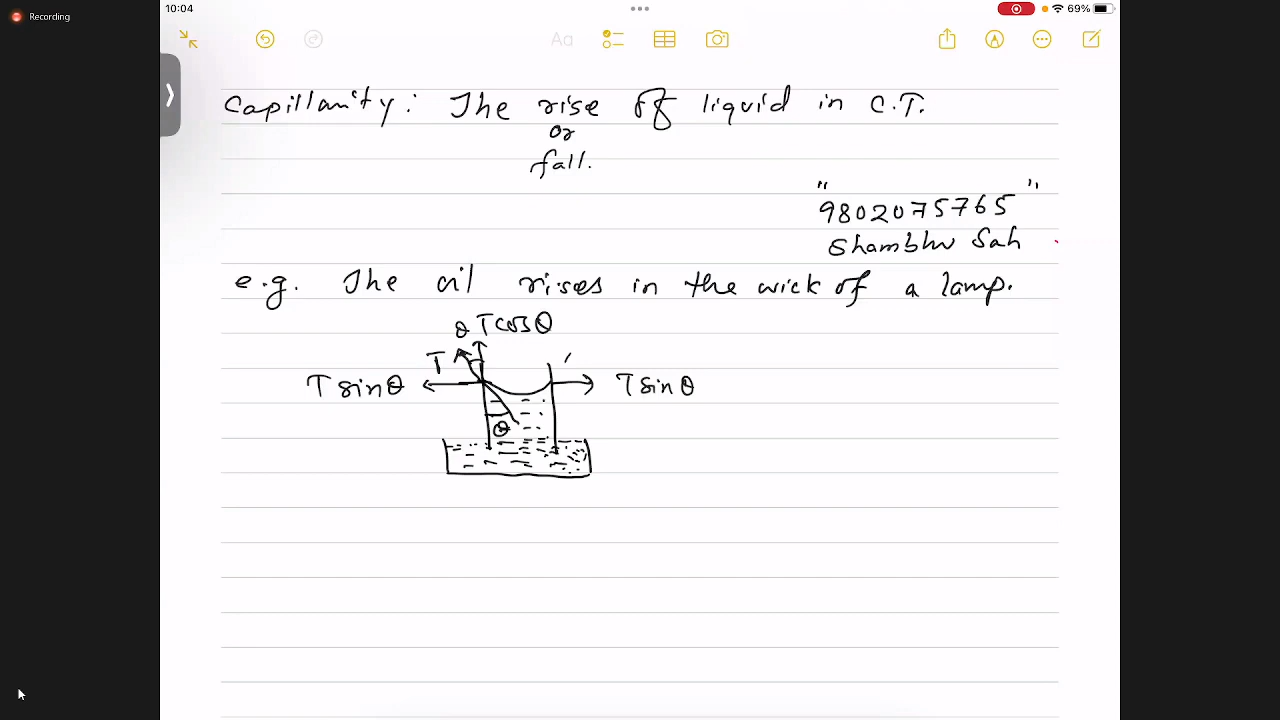 Recording
10:04
69%
Aa
Capillarity: The rise of liquid in C.T.
or
fall.
"9802075765"
Shambhu Sah
e.g. The oil rises in the wick of a lamp.
θ T cosθ
T
T sinθ
T sinθ
θ